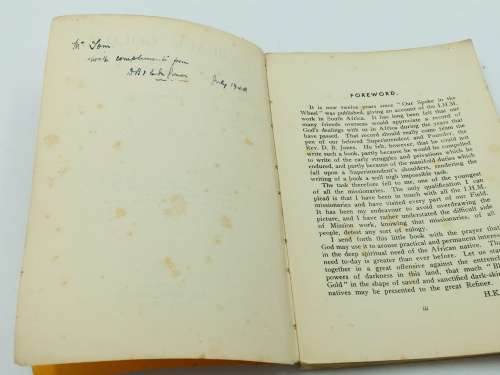 Mr Tom
with compliments from
July 19
FOREWORD.
It is now twelve years since "Our Spoke in the
Wheel" was published, giving an account of the I.H.M.
work in South Africa. It has long been felt that our
many friends overseas would appreciate a record of
God's dealings with us in Africa during the years that
have passed. That record should really come from the
pen of our beloved Superintendent and Founder, the
Rev. D. B. Jones. He felt, however, that he could not
write such a book, partly because he would be compelled
to write of the early struggles and privations which he
endured, and partly because of the manifold duties which
fall upon a Superintendent's shoulders, rendering the
writing of a book a well nigh impossible task.
The task therefore fell to me, one of the youngest
of all the missionaries. The only qualification I can
plead is that I have been in touch with all the I.H.M.
missionaries and have visited every part of our Field.
It has been my endeavour to avoid overdrawing the
picture, and I have rather understated the difficult side
of Mission work, knowing that missionaries, of all
people, detest any sort of eulogy.
I send forth this little book with the prayer that
God may use it to arouse practical and permanent interest
in the deep spiritual need of the African native. The
need to-day is greater than ever before. Let us sta
together in a great offensive against the entrench
powers of darkness in this land, that much "Bl
Gold" in the shape of saved and sanctified dark-skin
natives may be presented to the great Refiner.
H.K.
iii